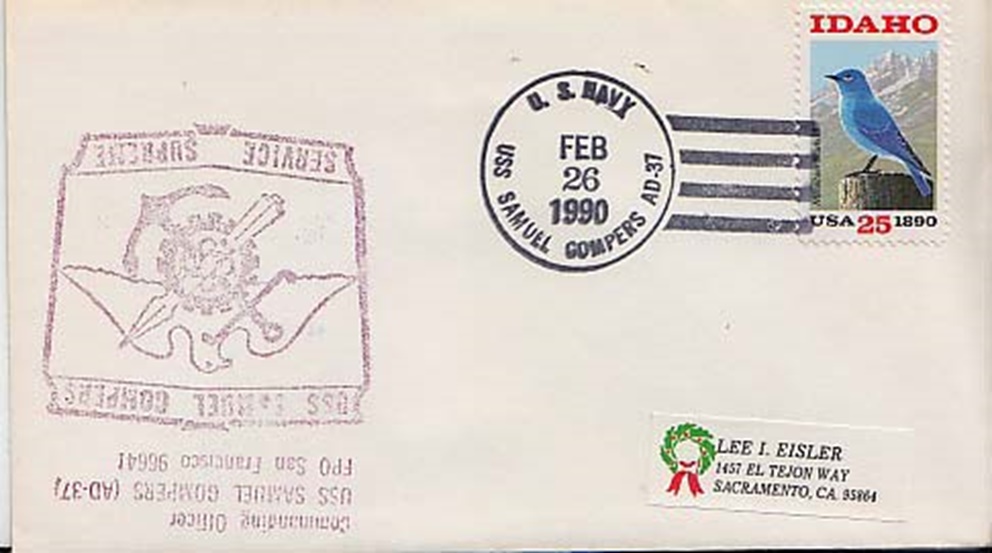 IDAHO
USA 25 1890
U. S. NAVY
FEB
26
1990
USS SAMUEL GOMPERS AD-37
USS SAMUEL GOMPERS
SERVICE SUPREME
Commanding Officer
USS SAMUEL GOMPERS (AD-37)
FPO San Francisco 96641
LEE I. EISLER
1457 EL TEJON WAY
SACRAMENTO, CA. 95864